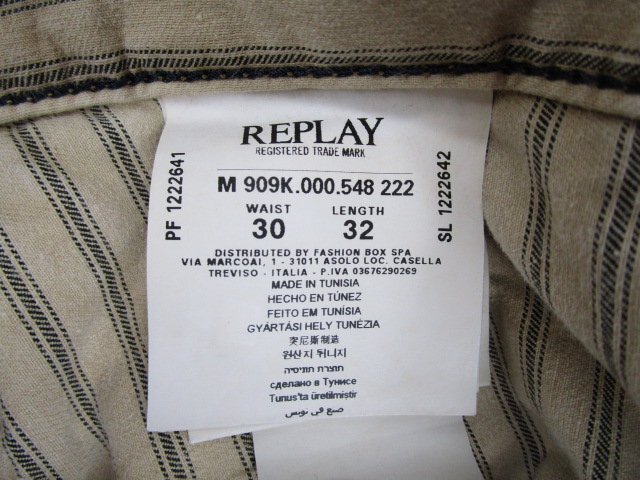 REPLAY
REGISTERED TRADE MARK
M 909K.000.548 222
WAIST LENGTH
30 32
PF 1222641
SL 1222642
DISTRIBUTED BY FASHION BOX SPA
VIA MARCOAI, 1 - 31011 ASOLO LOC. CASELLA
TREVISO - ITALIA - P.IVA 03676290269
MADE IN TUNISIA
HECHO EN TÚNEZ
FEITO EM TUNÍSIA
GYÁRTÁSI HELY TUNÉZIA
突尼斯制造
원산지 튀니지
תוצרת תוניסיה
сделано в Тунисе
Tunus'ta üretilmiştir
صنع في تونس